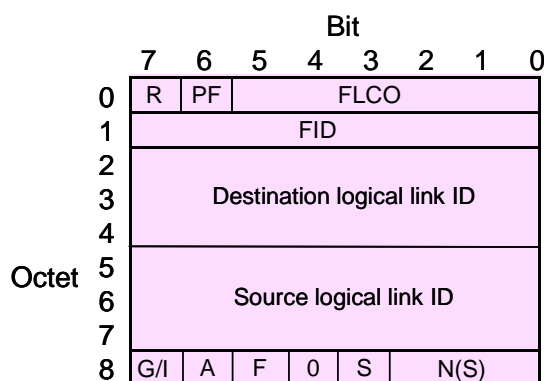 Bit
7 6 5 4 3 2 1 0
0 R PF FLCO
1 FID
2
3 Destination logical link ID
4
5
Octet 6 Source logical link ID
7
8 G/I A F 0 S N(S)